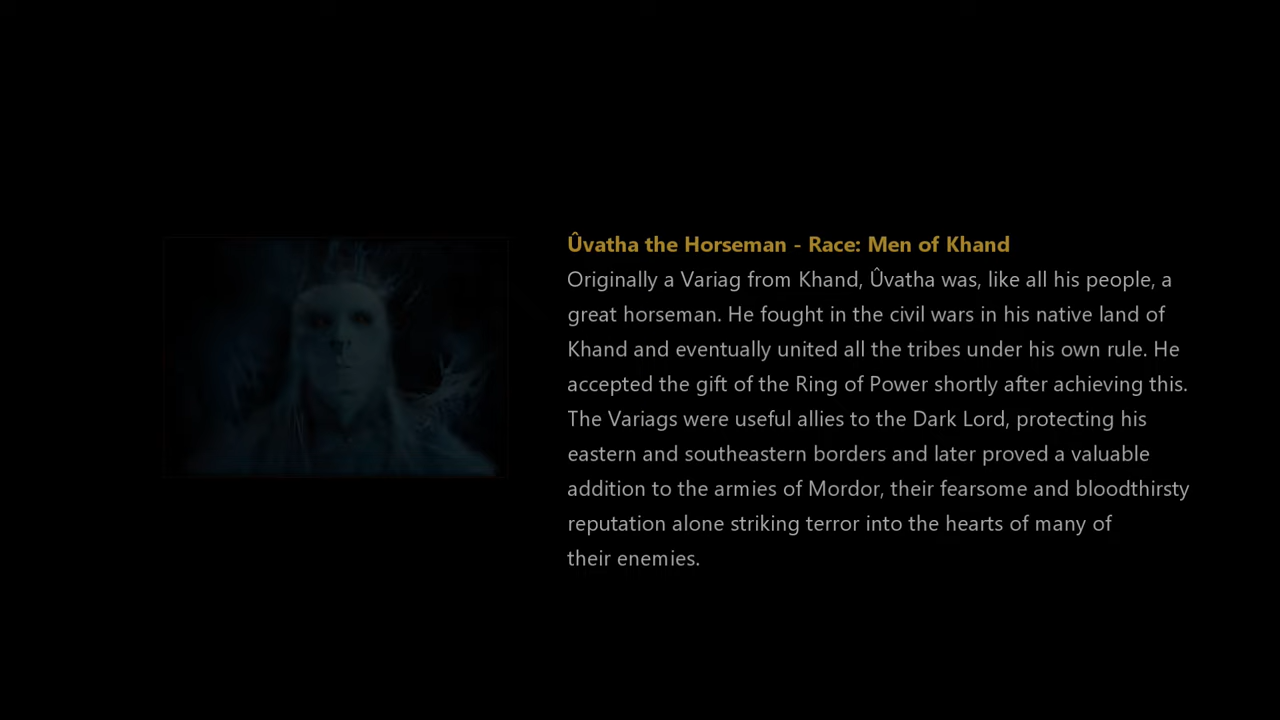 Ûvatha the Horseman - Race: Men of Khand
Originally a Variag from Khand, Ûvatha was, like all his people, a
great horseman. He fought in the civil wars in his native land of
Khand and eventually united all the tribes under his own rule. He
accepted the gift of the Ring of Power shortly after achieving this.
The Variags were useful allies to the Dark Lord, protecting his
eastern and southeastern borders and later proved a valuable
addition to the armies of Mordor, their fearsome and bloodthirsty
reputation alone striking terror into the hearts of many of
their enemies.